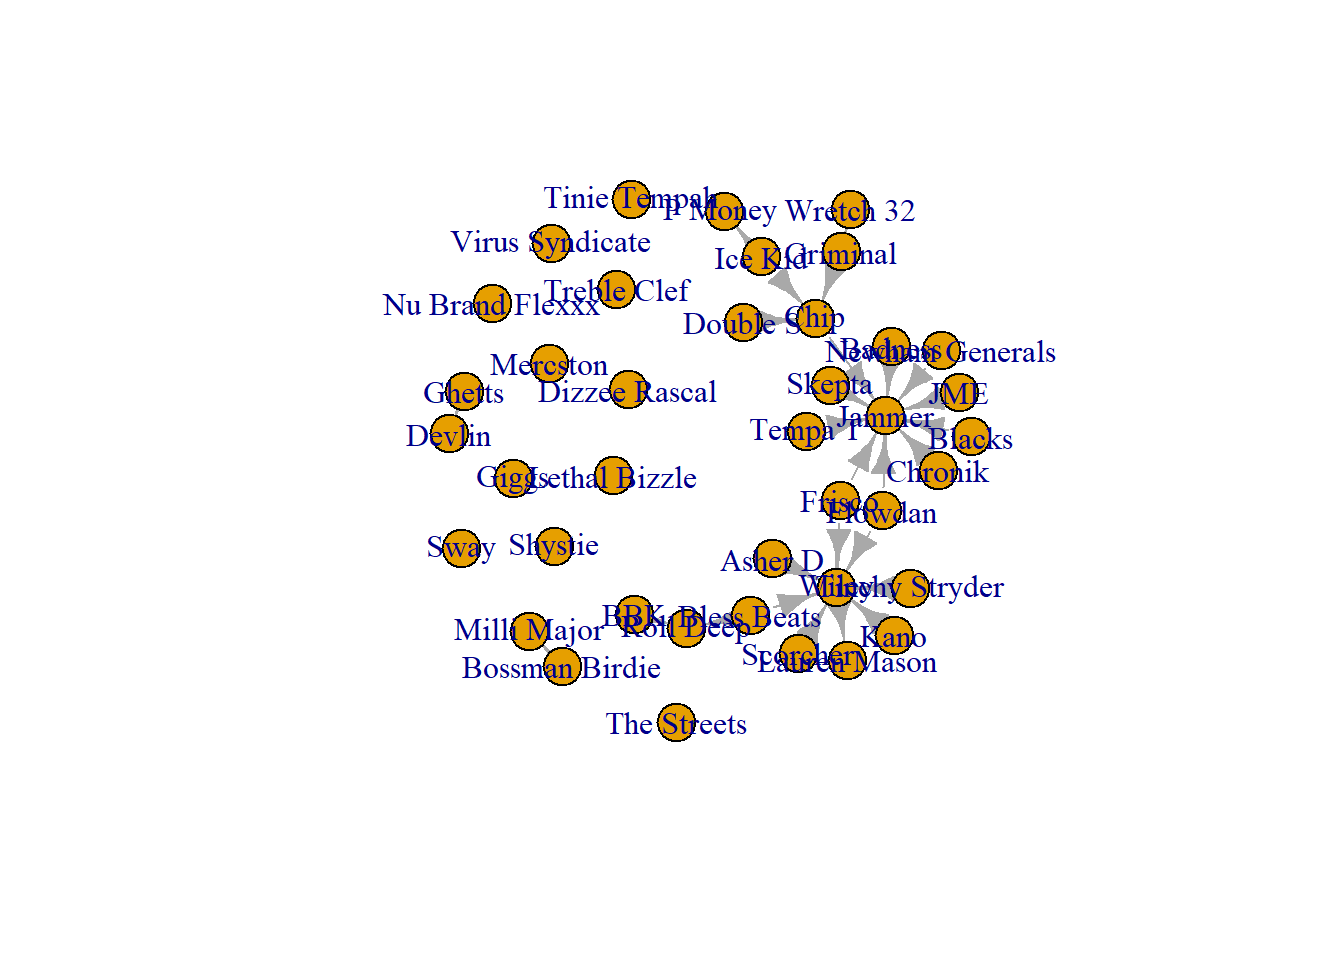 Tinie Tempah
P Money
Wretch 32
Virus Syndicate
Ice Kid
Criminal
Treble Clef
Nu Brand Flexxx
Double S
Chip
Badness
Newham Generals
Mercston
Skepta
Ghetts
Dizzee Rascal
JME
Jammer
Tempa T
Devlin
Blacks
Chronik
Giggs
Lethal Bizzle
Frisco
Flowdan
Sway
Shystie
Asher D
Wiley
Tinchy Stryder
BBK
Bless Beats
Milli Major
Roll Deep
Kano
Scorcher
Lauren Mason
Bossman Birdie
The Streets